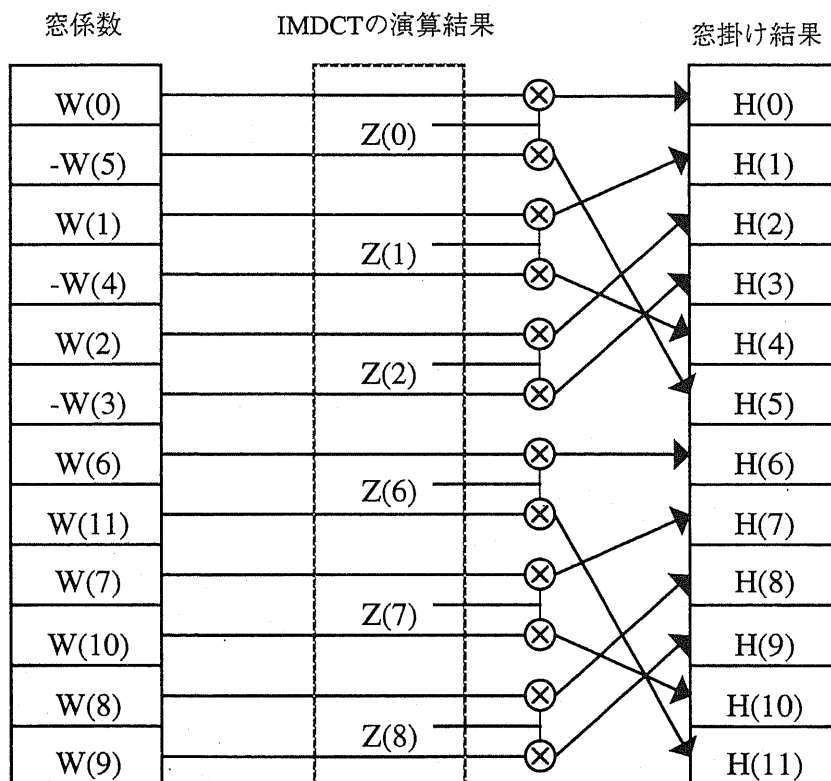 窓係数
IMDCTの演算結果
窓掛け結果
W(0)
-W(5)
W(1)
-W(4)
W(2)
-W(3)
W(6)
W(11)
W(7)
W(10)
W(8)
W(9)
Z(0)
Z(1)
Z(2)
Z(6)
Z(7)
Z(8)
H(0)
H(1)
H(2)
H(3)
H(4)
H(5)
H(6)
H(7)
H(8)
H(9)
H(10)
H(11)